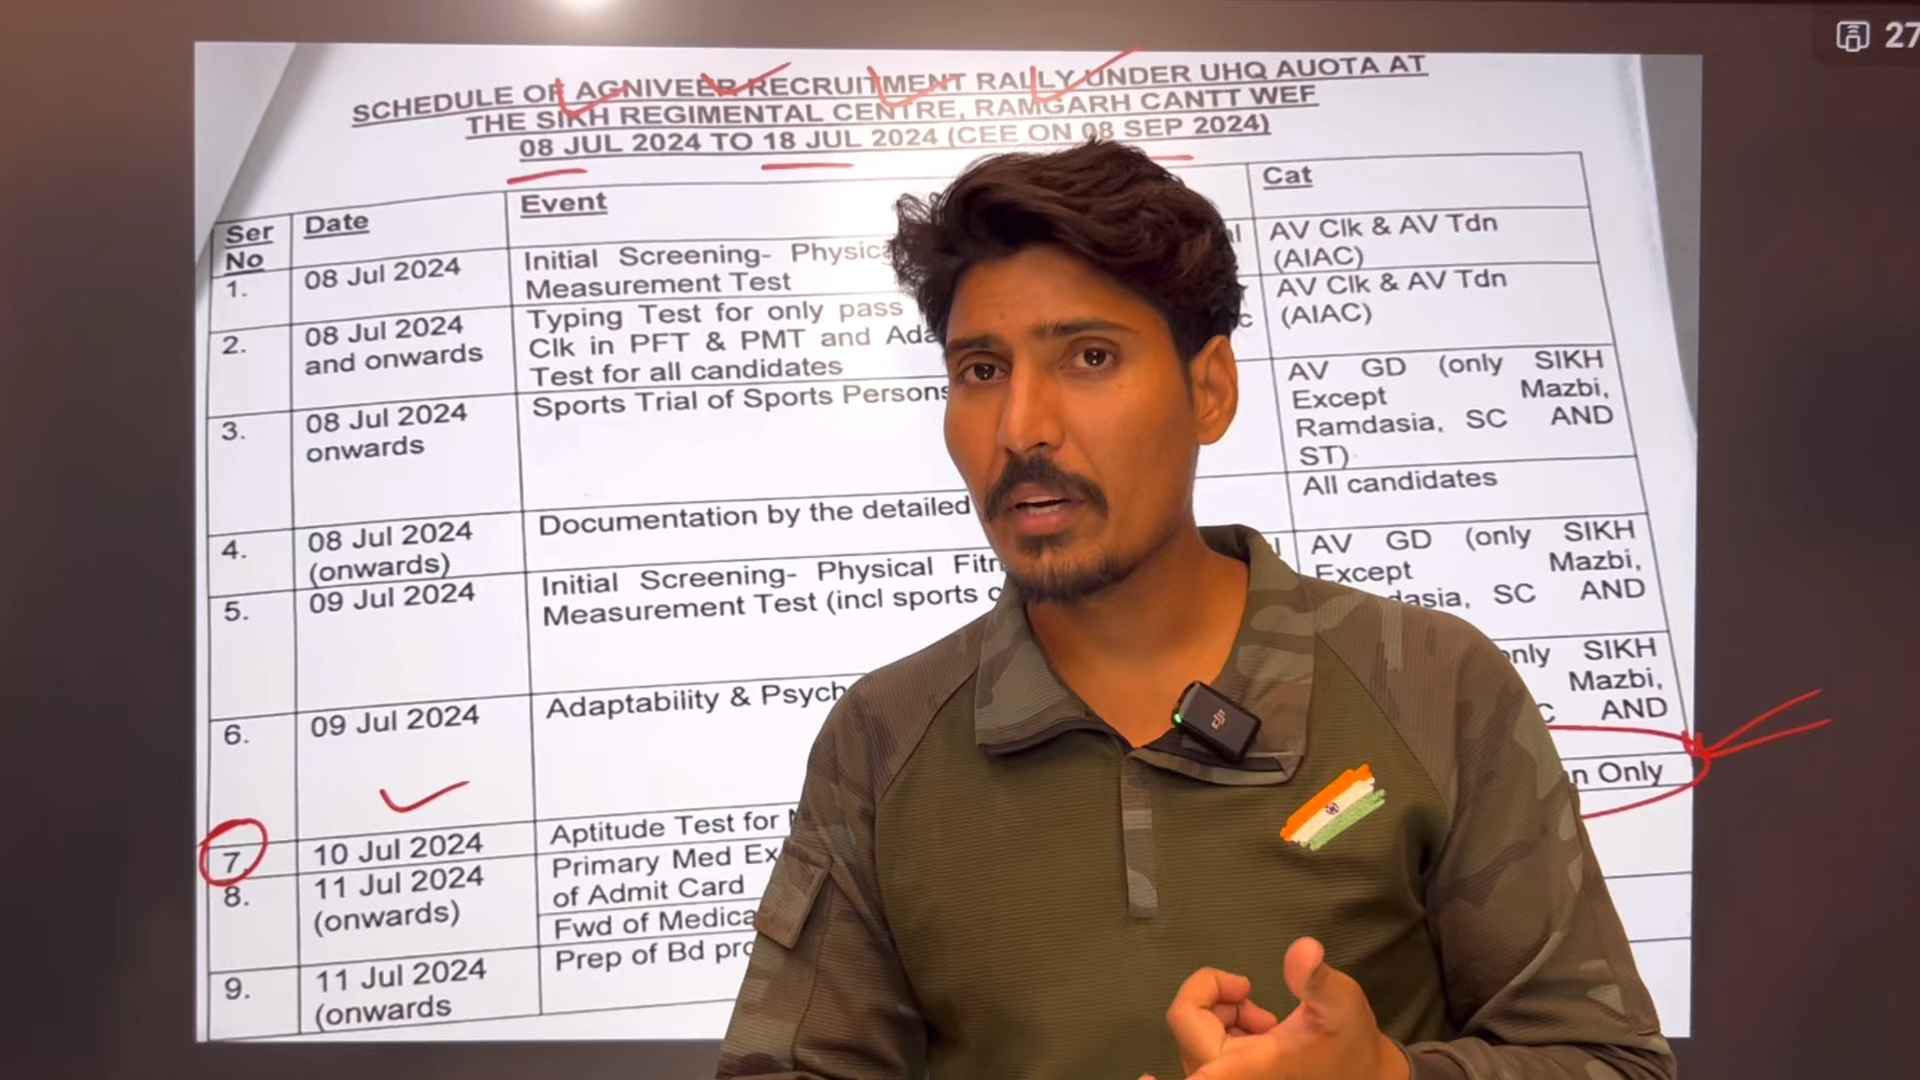 27
SCHEDULE OF AGNIVEER RECRUITMENT RALLY UNDER UHQ AUOTA AT
THE SIKH REGIMENTAL CENTRE, RAMGARH CANTT WEF
08 JUL 2024 TO 18 JUL 2024 (CEE ON 08 SEP 2024)
Ser No
Date
Event
Cat
1.
08 Jul 2024
Initial Screening- Physica
Measurement Test
AV Clk & AV Tdn
(AIAC)
2.
08 Jul 2024
and onwards
Typing Test for only pass
Clk in PFT & PMT and Ada
Test for all candidates
AV Clk & AV Tdn
(AIAC)
3.
08 Jul 2024
onwards
Sports Trial of Sports Persons
AV GD (only SIKH
Except Mazbi,
Ramdasia, SC AND
ST)
4.
08 Jul 2024
(onwards)
Documentation by the detailed
All candidates
5.
09 Jul 2024
Initial Screening- Physical Fitn
Measurement Test (incl sports c
AV GD (only SIKH
Except Mazbi,
dasia, SC AND
6.
09 Jul 2024
Adaptability & Psych
only SIKH
Mazbi,
C AND
7.
10 Jul 2024
Aptitude Test for
n Only
8.
11 Jul 2024
(onwards)
Primary Med Ex
of Admit Card
Fwd of Medica
9.
11 Jul 2024
(onwards
Prep of Bd pro
dji